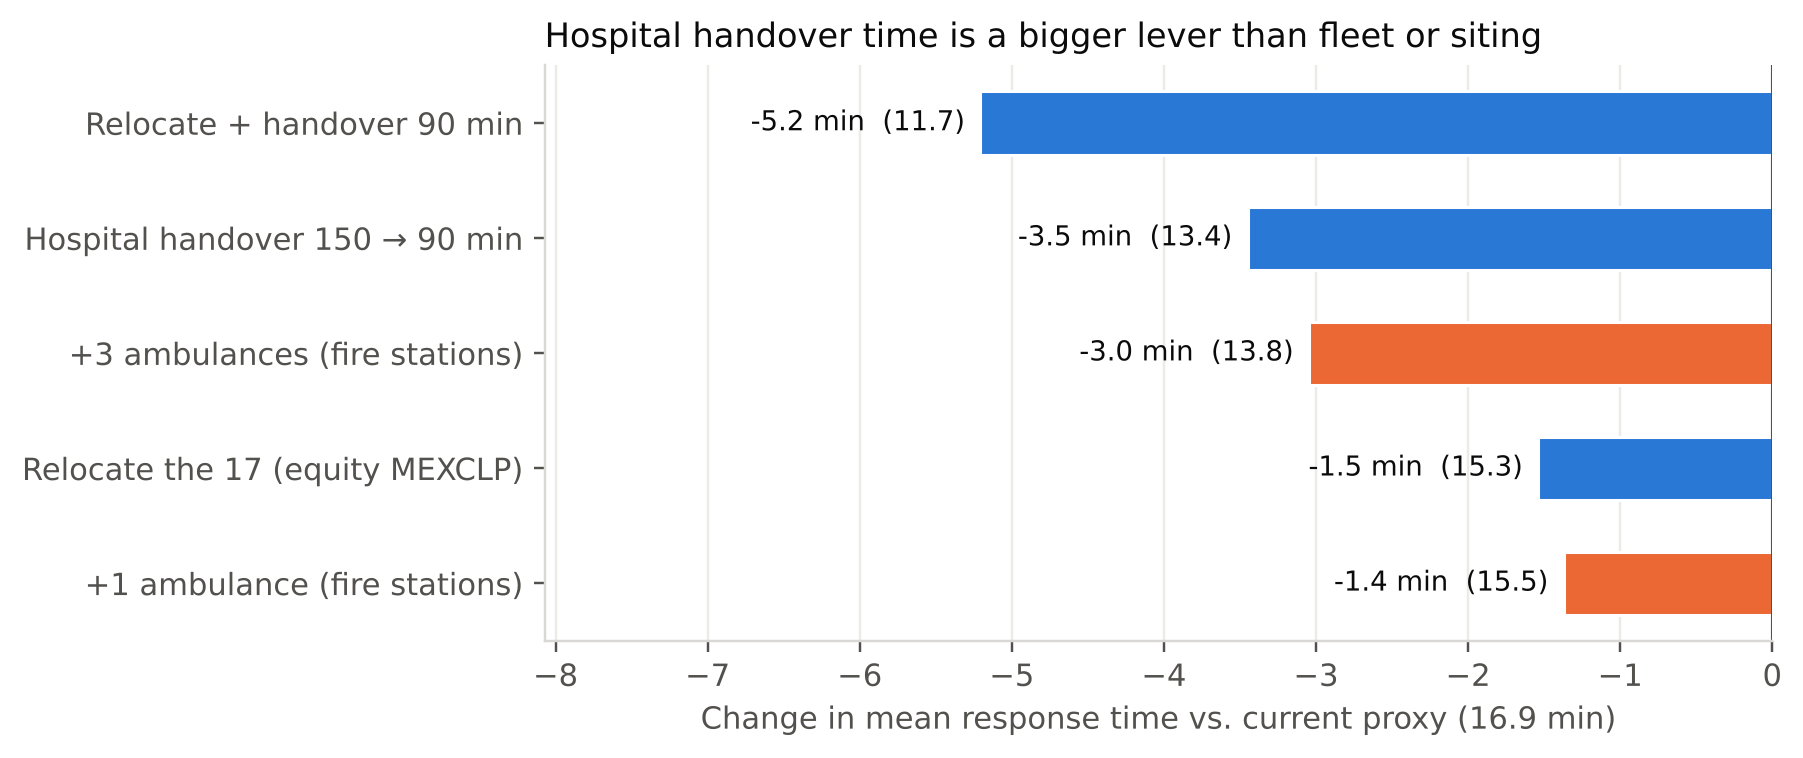 Hospital handover time is a bigger lever than fleet or siting
Relocate + handover 90 min
-5.2 min (11.7)
Hospital handover 150 → 90 min
-3.5 min (13.4)
+3 ambulances (fire stations)
-3.0 min (13.8)
Relocate the 17 (equity MEXCLP)
-1.5 min (15.3)
+1 ambulance (fire stations)
-1.4 min (15.5)
−8 −7 −6 −5 −4 −3 −2 −1 0
Change in mean response time vs. current proxy (16.9 min)